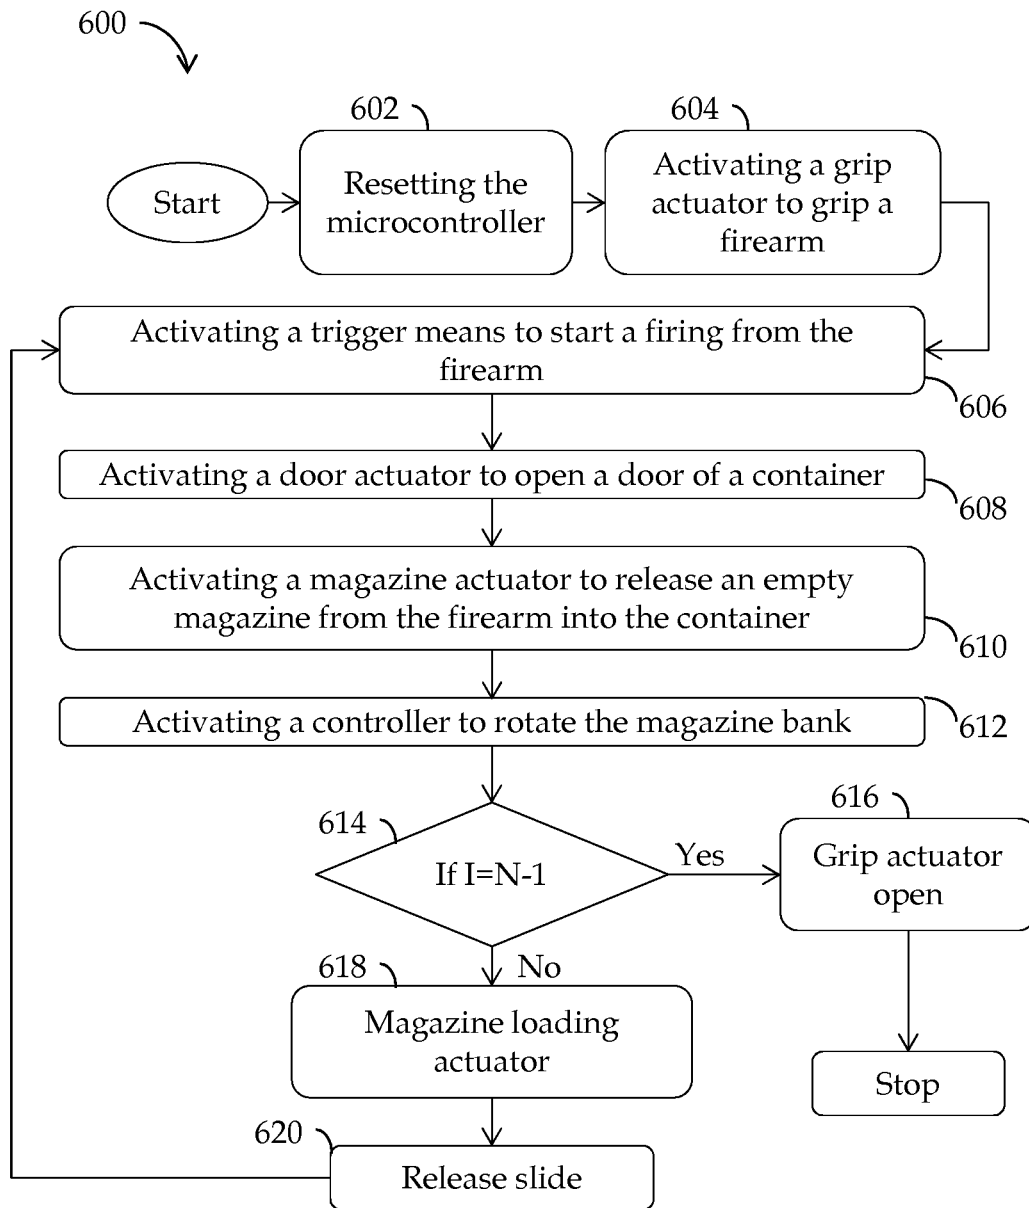 600
602
604
Start
Resetting the
microcontroller
Activating a grip
actuator to grip a
firearm
Activating a trigger means to start a firing from the
firearm
606
Activating a door actuator to open a door of a container
608
Activating a magazine actuator to release an empty
magazine from the firearm into the container
610
Activating a controller to rotate the magazine bank
612
614
If I=N-1
Yes
616
Grip actuator
open
No
618
Magazine loading
actuator
Stop
620
Release slide